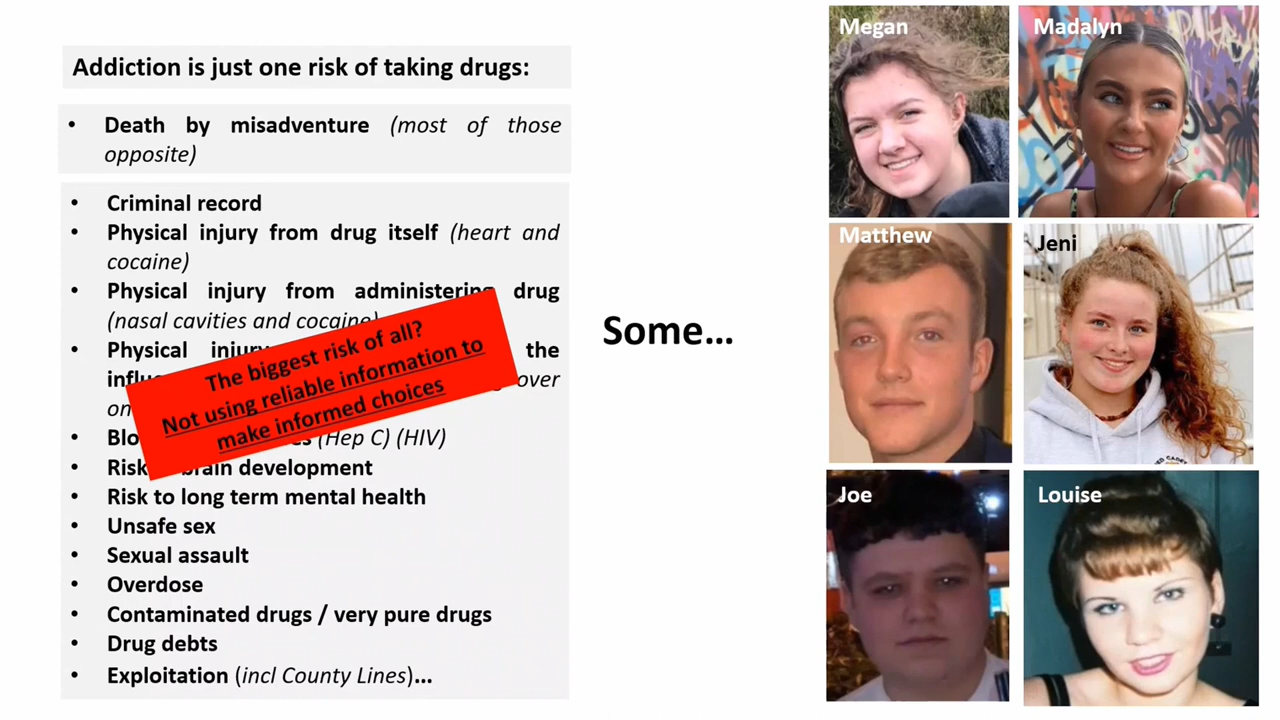 Addiction is just one risk of taking drugs:
• Death by misadventure (most of those
opposite)
• Criminal record
• Physical injury from drug itself (heart and
cocaine)
• Physical injury from administering drug
(nasal cavities and cocaine)
• Physical the
over
(Hep C) (HIV)
• Risk brain development
• Risk to long term mental health
• Unsafe sex
• Sexual assault
• Overdose
• Contaminated drugs / very pure drugs
• Drug debts
• Exploitation (incl County Lines)...
The biggest risk of all?
Not using reliable information to
make informed choices
Some...
Megan
Madalyn
Matthew
Jeni
Joe
Louise